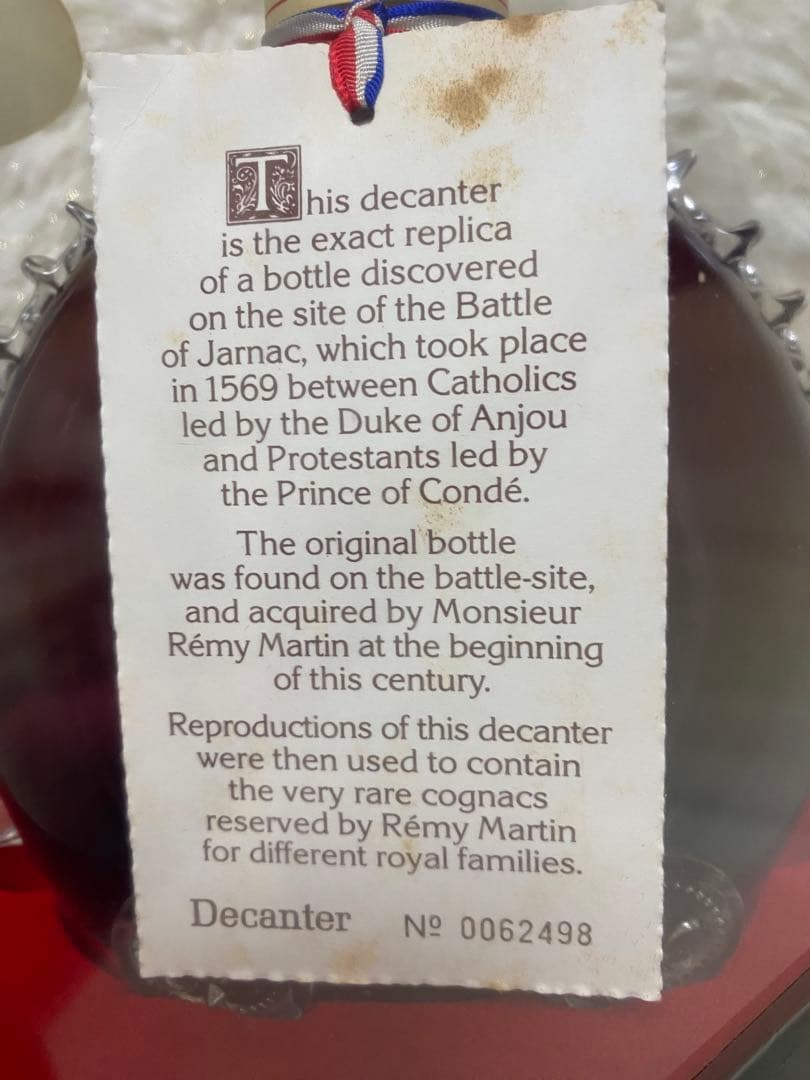 This decanter
is the exact replica
of a bottle discovered
on the site of the Battle
of Jarnac, which took place
in 1569 between Catholics
led by the Duke of Anjou
and Protestants led by
the Prince of Condé.
The original bottle
was found on the battle-site,
and acquired by Monsieur
Rémy Martin at the beginning
of this century.
Reproductions of this decanter
were then used to contain
the very rare cognacs
reserved by Rémy Martin
for different royal families.
Decanter Nº 0062498